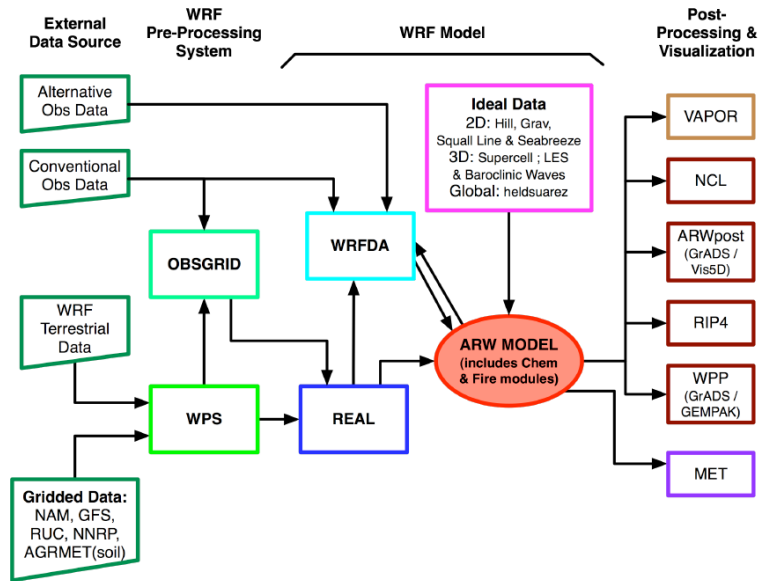 External
Data Source
WRF
Pre-Processing
System
WRF Model
Post-
Processing &
Visualization
Alternative
Obs Data
Conventional
Obs Data
WRF
Terrestrial
Data
Gridded Data:
NAM, GFS,
RUC, NNRP,
AGRMET(soil)
OBSGRID
WPS
WRFDA
REAL
Ideal Data
2D: Hill, Grav,
Squall Line & Seabreeze
3D: Supercell ; LES
& Baroclinic Waves
Global: heldsuarez
ARW MODEL
(includes Chem
& Fire modules)
VAPOR
NCL
ARWpost
(GrADS /
Vis5D)
RIP4
WPP
(GrADS /
GEMPAK)
MET